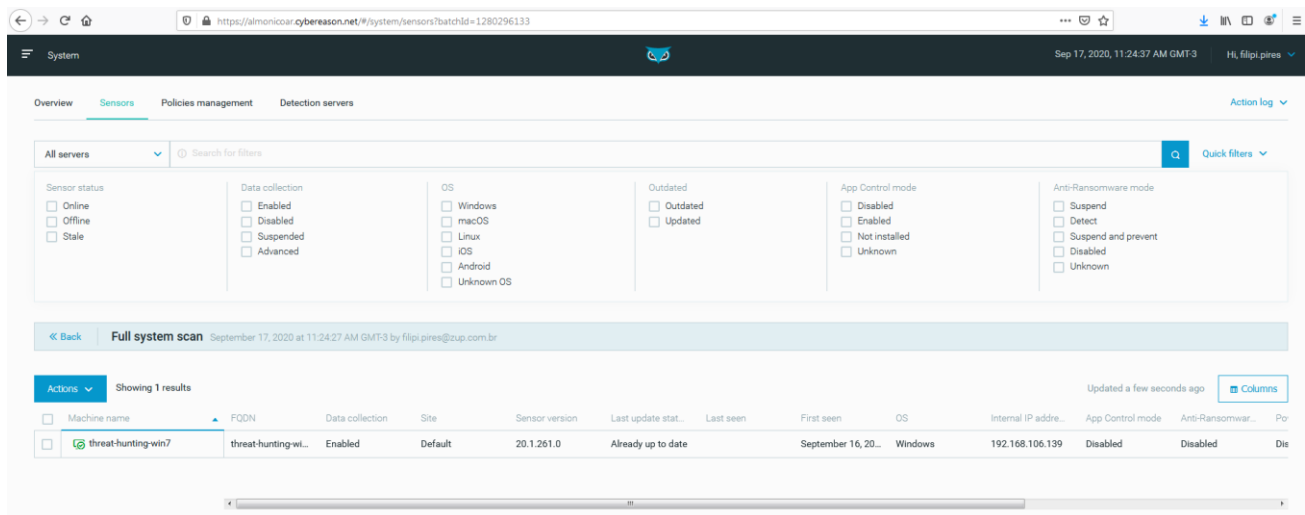 https://almonicoar.cybereason.net/#/system/sensors?batchId=1280296133
System
Sep 17, 2020, 11:24:37 AM GMT-3 Hi, filipi.pires
Overview Sensors Policies management Detection servers Action log
All servers Search for filters Quick filters
Sensor status Data collection OS Outdated App Control mode Anti-Ransomware mode
Online Enabled Windows Outdated Disabled Suspend
Offline Disabled macOS Updated Enabled Detect
Stale Suspended Linux Not installed Suspend and prevent
Advanced iOS Unknown Disabled
Android Unknown
Unknown OS
Back Full system scan September 17, 2020 at 11:24:27 AM GMT-3 by filipi.pires@zup.com.br
Actions Showing 1 results Updated a few seconds ago Columns
Machine name FQDN Data collection Site Sensor version Last update stat... Last seen First seen OS Internal IP addre... App Control mode Anti-Ransomwar... Po
threat-hunting-win7 threat-hunting-wi... Enabled Default 20.1.261.0 Already up to date September 16, 20... Windows 192.168.106.139 Disabled Disabled Dis